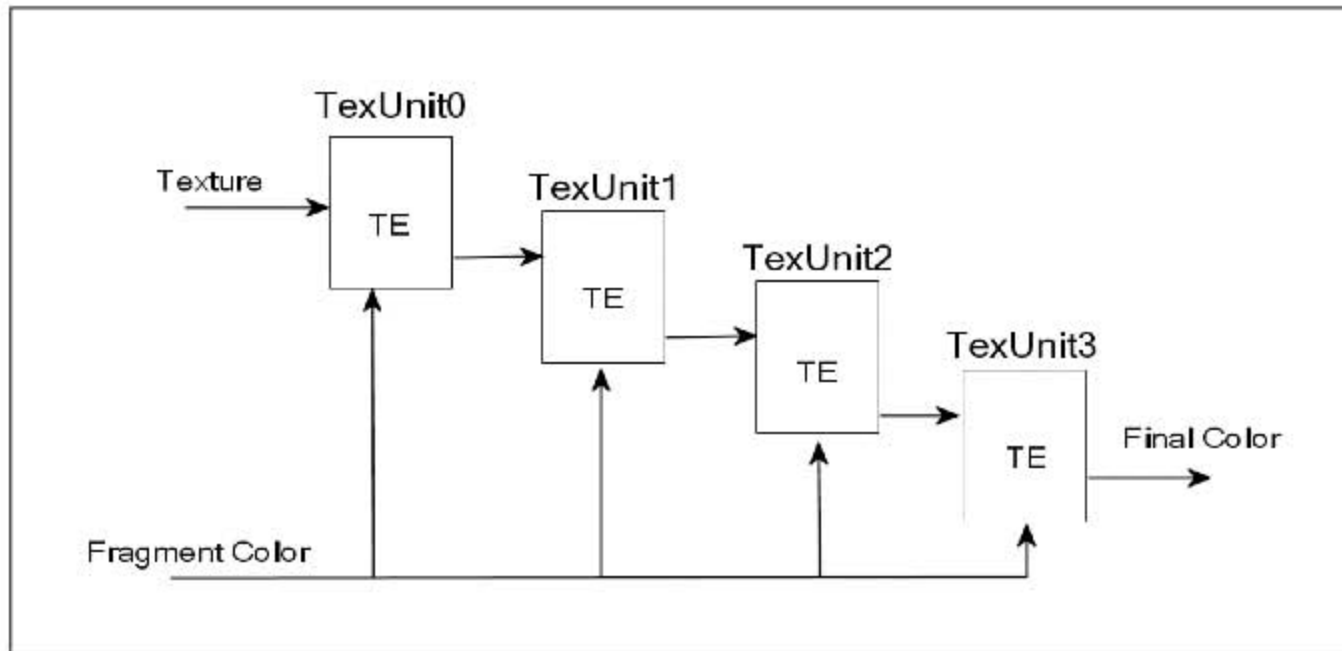 TexUnit0
Texture
TE
TexUnit1
TE
TexUnit2
TE
TexUnit3
TE
Final Color
Fragment Color